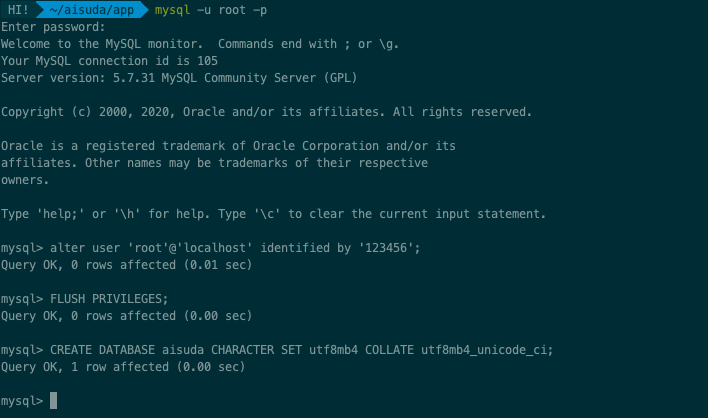 HI! ~/aisuda/app mysql -u root -p
Enter password:
Welcome to the MySQL monitor.  Commands end with ; or \g.
Your MySQL connection id is 105
Server version: 5.7.31 MySQL Community Server (GPL)
Copyright (c) 2000, 2020, Oracle and/or its affiliates. All rights reserved.
Oracle is a registered trademark of Oracle Corporation and/or its
affiliates. Other names may be trademarks of their respective
owners.
Type 'help;' or '\h' for help. Type '\c' to clear the current input statement.
mysql> alter user 'root'@'localhost' identified by '123456';
Query OK, 0 rows affected (0.01 sec)
mysql> FLUSH PRIVILEGES;
Query OK, 0 rows affected (0.00 sec)
mysql> CREATE DATABASE aisuda CHARACTER SET utf8mb4 COLLATE utf8mb4_unicode_ci;
Query OK, 1 row affected (0.00 sec)
mysql>